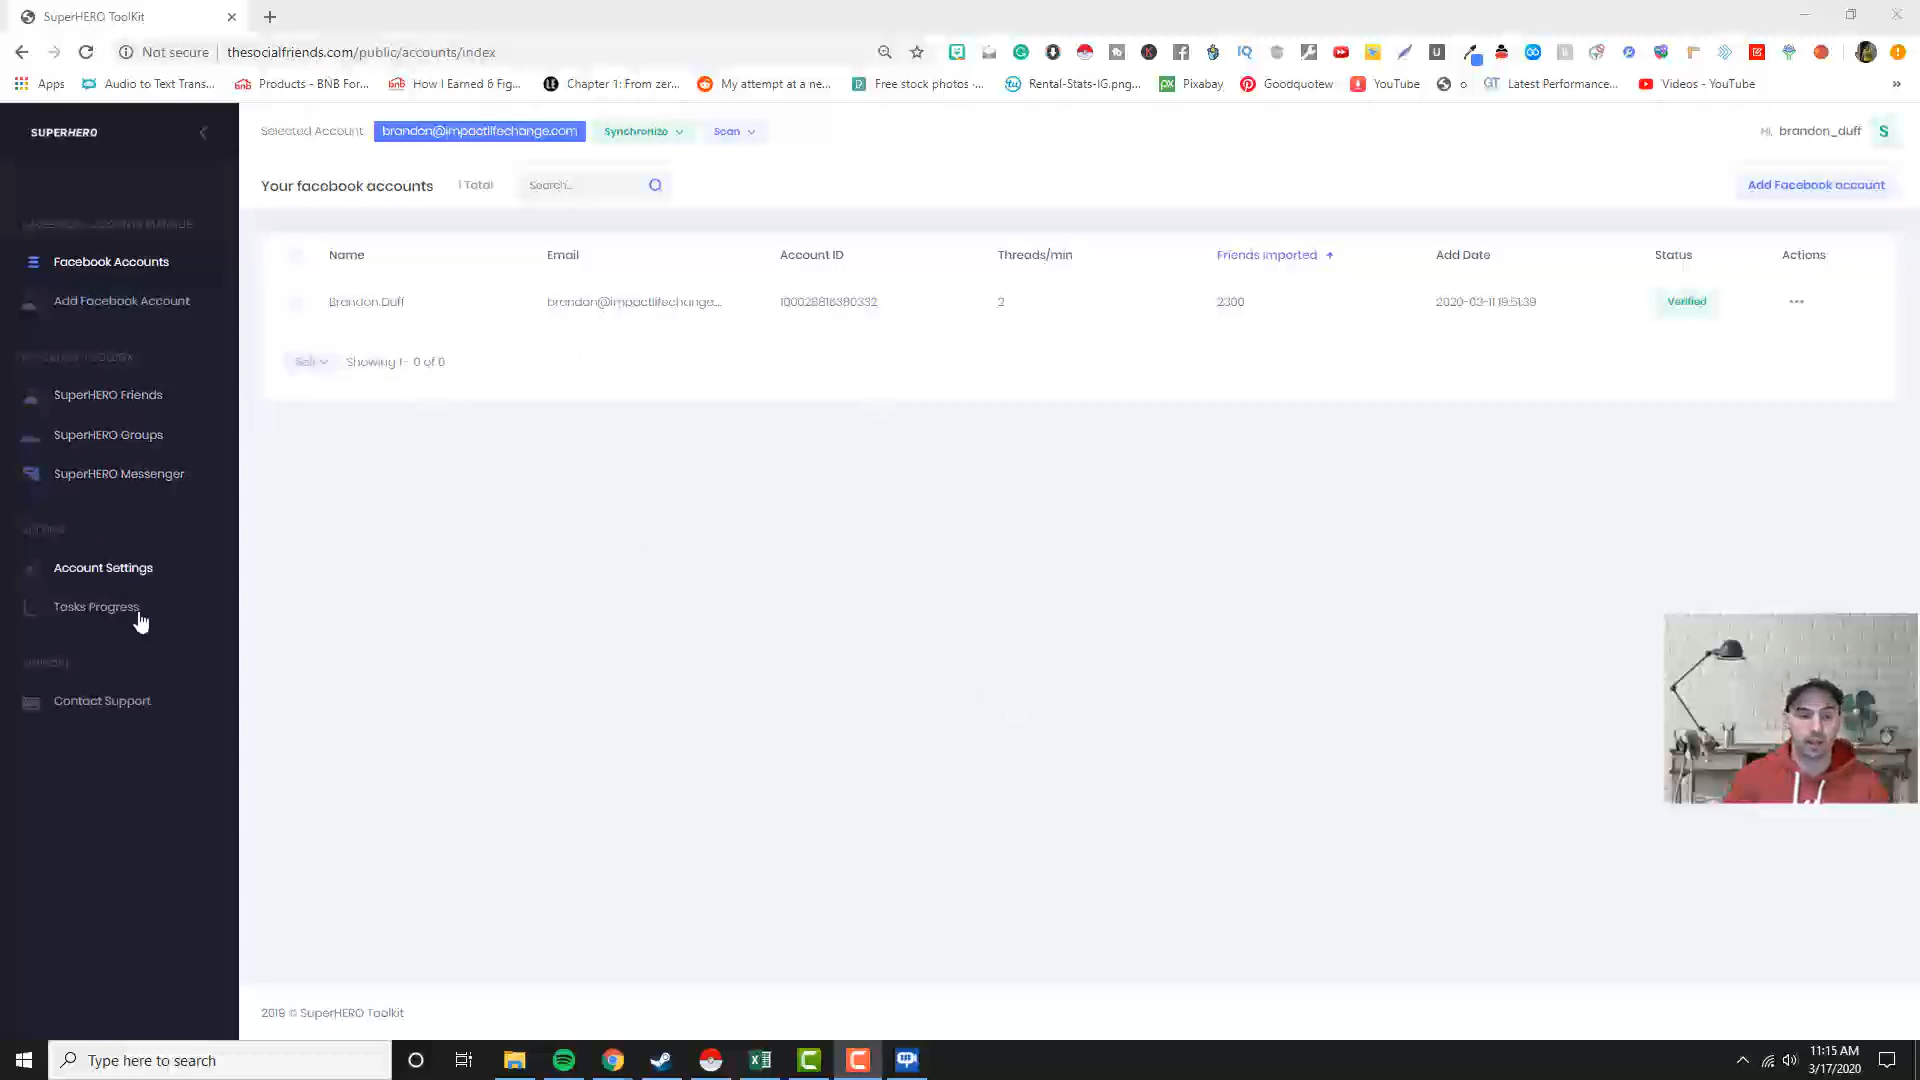 SuperHERO ToolKit
Not secure
thesocialfriends.com/public/accounts/index
Apps
Audio to Text Trans...
Products - BNB For...
How I Earned 6 Fig...
Chapter 1: From zer...
My attempt at a ne...
Free stock photos -...
Rental-Stats-IG.png...
Pixabay
Goodquotew
YouTube
o
Latest Performance...
Videos - YouTube
SUPERHERO
Selected Account
brandon@impactlifechange.com
Synchronize
Scan
Hi, brandon_duff
S
Your facebook accounts
1 Total
Search...
Add Facebook account
Facebook Accounts
Add Facebook Account
SuperHERO Friends
SuperHERO Groups
SuperHERO Messenger
Account Settings
Tasks Progress
Contact Support
Name
Email
Account ID
Threads/min
Friends Imported
Add Date
Status
Actions
Brandon Duff
brandon@impactlifechange...
100028816380332
2
2300
2020-03-11 19:51:39
Verified
Showing 1 - 0 of 0
2019 © SuperHERO Toolkit
Type here to search
11:15 AM
3/17/2020